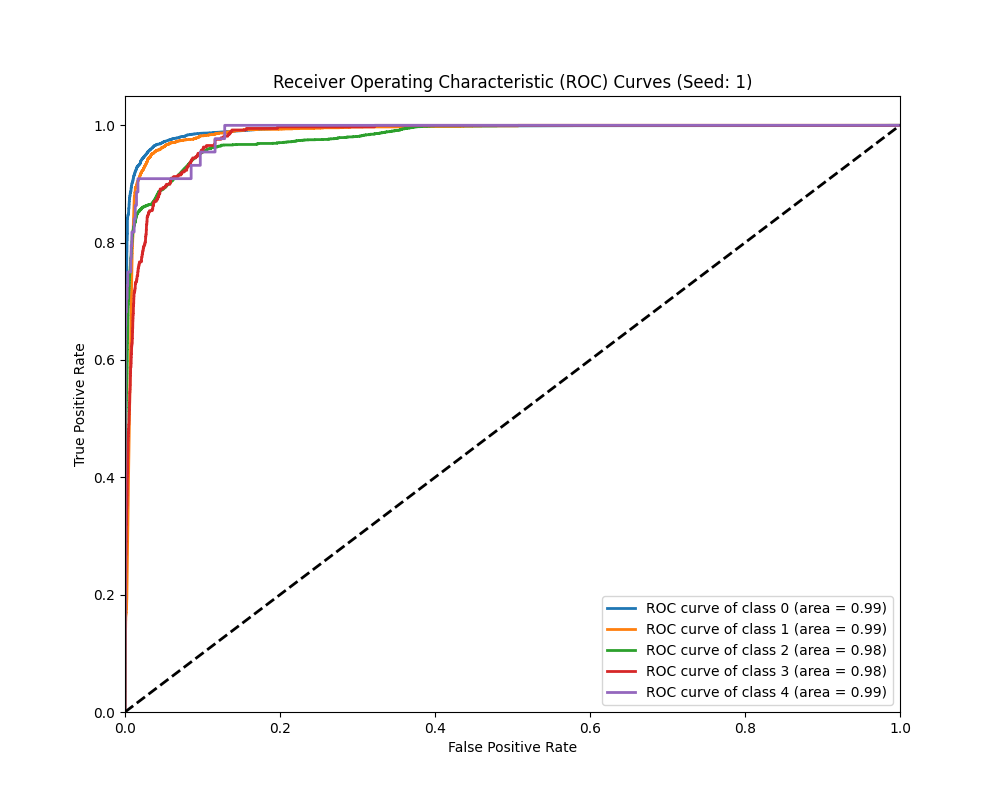 Receiver Operating Characteristic (ROC) Curves (Seed: 1)
True Positive Rate
1.0
0.8
0.6
0.4
0.2
0.0
ROC curve of class 0 (area = 0.99)
ROC curve of class 1 (area = 0.99)
ROC curve of class 2 (area = 0.98)
ROC curve of class 3 (area = 0.98)
ROC curve of class 4 (area = 0.99)
0.0 0.2 0.4 0.6 0.8 1.0
False Positive Rate